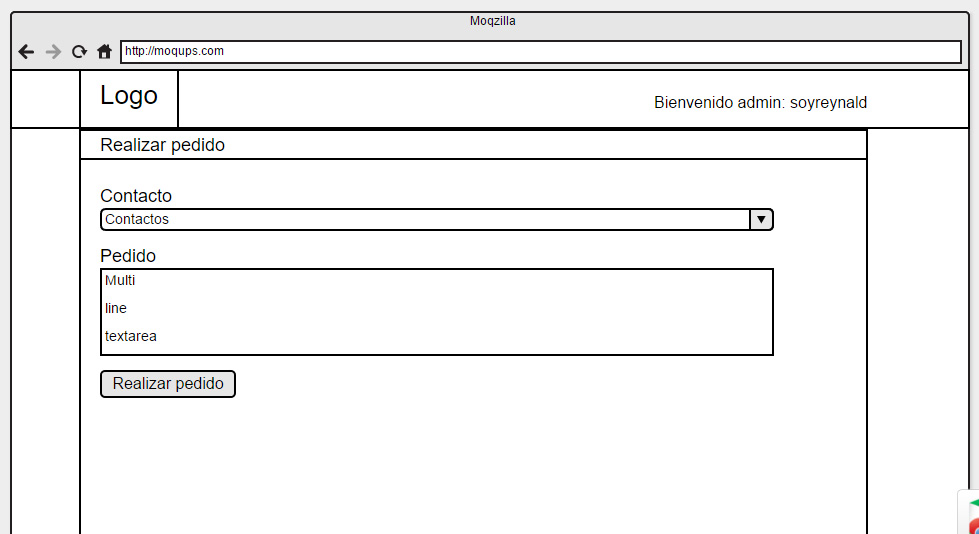 Moqzilla
http://moqups.com
Logo
Bienvenido admin: soyreynald
Realizar pedido
Contacto
Contactos
Pedido
Multi
line
textarea
Realizar pedido